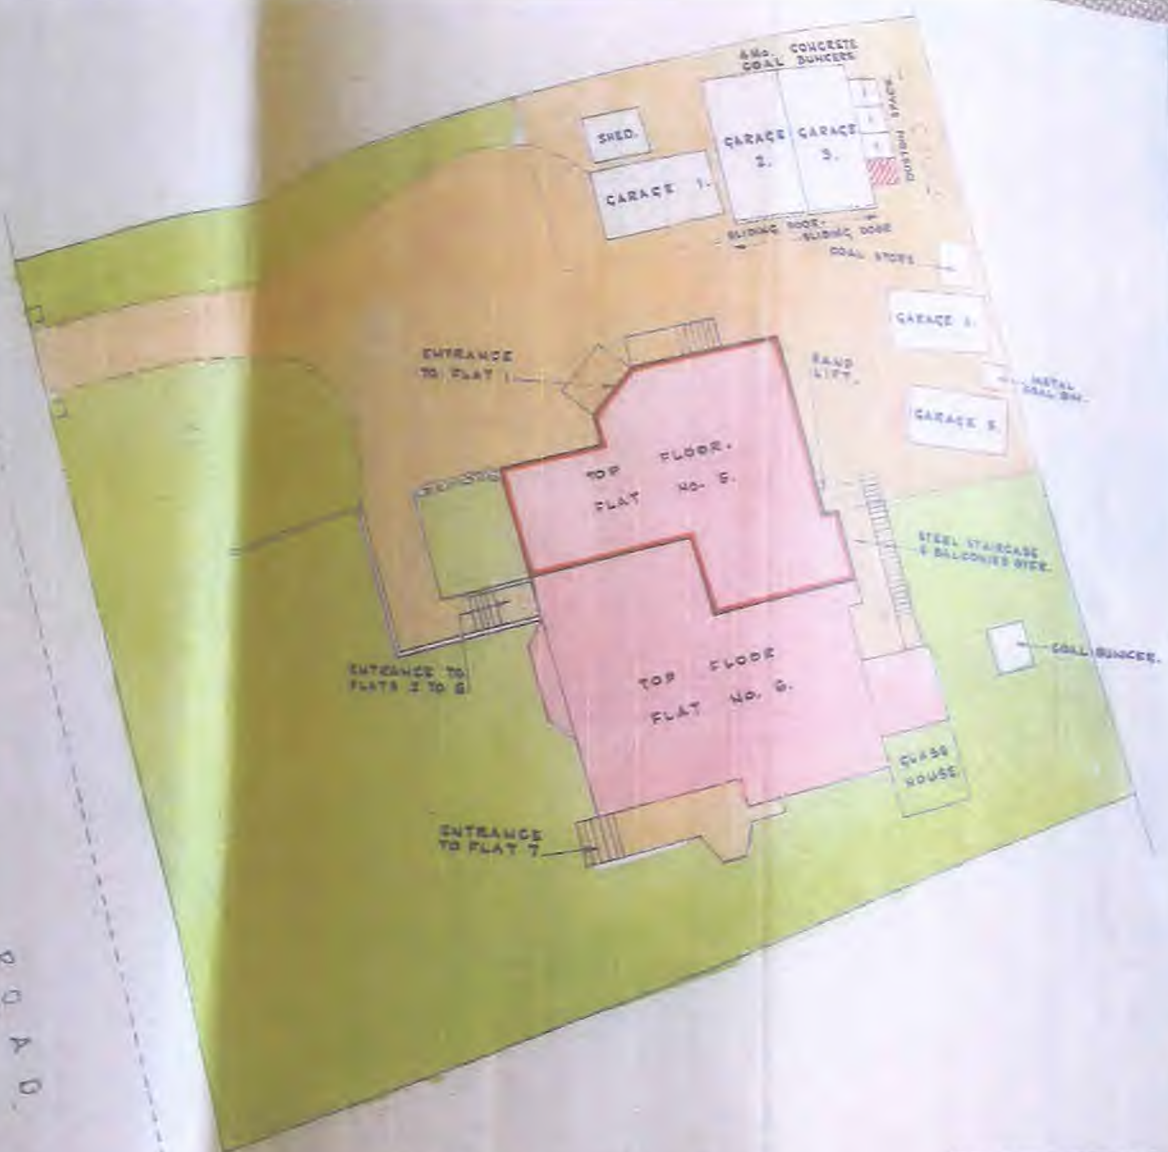 4 No. CONCRETE
COAL BUNKERS
SHED.
GARAGE 1.
GARAGE
2.
GARAGE
3.
DUSTBIN SPACE
SLIDING DOOR.
SLIDING DOOR
COAL STORE
GARAGE
METAL
COAL BIN.
GARAGE 5.
ENTRANCE
TO FLAT 1
LIFT.
TOP FLOOR.
FLAT No. 5.
STEEL STAIRCASE
& BALCONIES OVER.
COAL BUNKER.
ENTRANCE TO
FLATS 2 TO 6
TOP FLOOR
FLAT No. 6.
GLASS
HOUSE.
ENTRANCE
TO FLAT 7
ROAD.